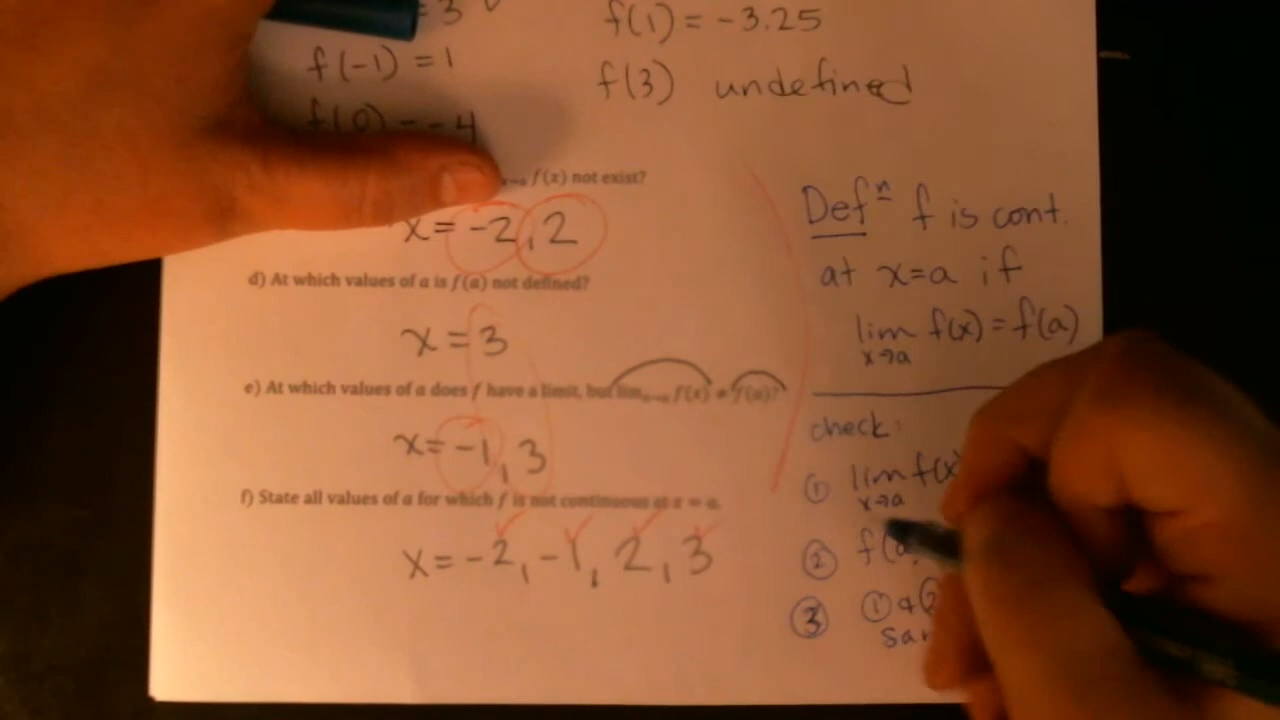 = 3
f(1) = -3.25
f(-1) = 1
f(3) undefined
f(0) = -4
f(x) not exist?
x = -2, 2
d) At which values of a is f(a) not defined?
x = 3
e) At which values of a does f have a limit, but lim x→a f(x) ≠ f(a)?
x = -1, 3
f) State all values of a for which f is not continuous at x = a.
x = -2, -1, 2, 3
Defⁿ f is cont.
at x=a if
lim f(x) = f(a)
x→a
check:
① lim f(x)
x→a
② f(a
③ ① & ②